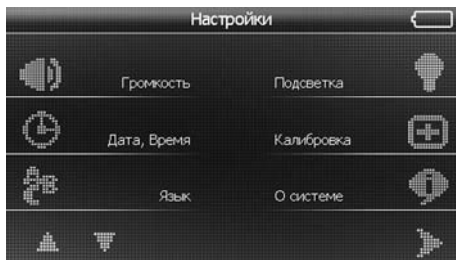 Настройки
Громкость Подсветка
Дата, Время Калибровка
Язык О системе